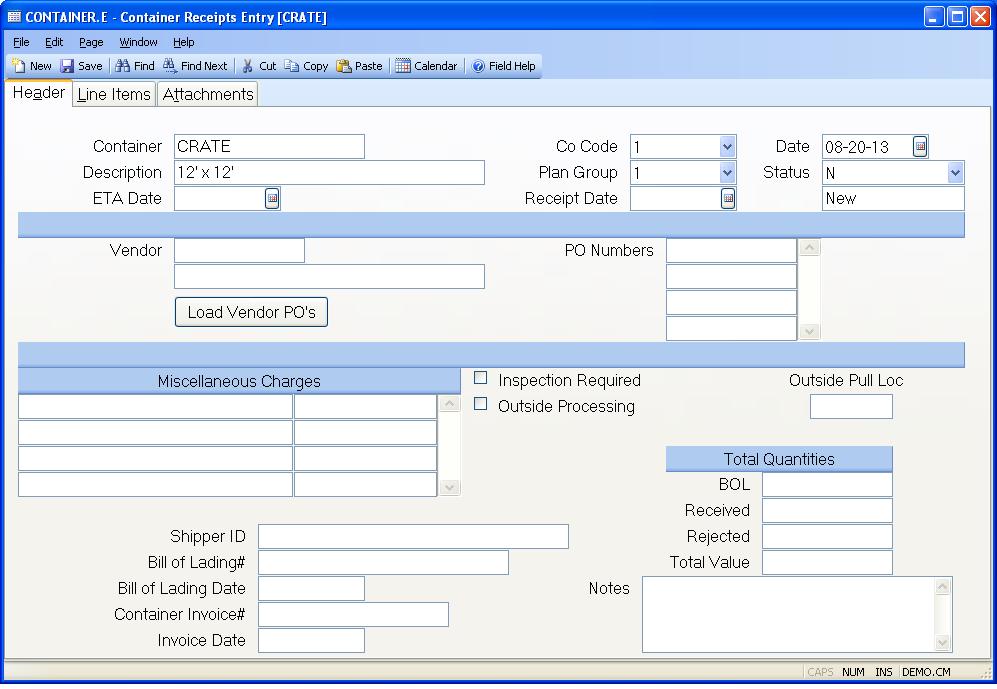 CONTAINER.E - Container Receipts Entry [CRATE]
File Edit Page Window Help
New Save Find Find Next Cut Copy Paste Calendar Field Help
Header Line Items Attachments
Container CRATE Co Code 1 Date 08-20-13
Description 12' x 12' Plan Group 1 Status N
ETA Date Receipt Date New
Vendor PO Numbers
Load Vendor PO's
Miscellaneous Charges Inspection Required Outside Pull Loc
Outside Processing
Total Quantities
BOL
Received
Shipper ID Rejected
Bill of Lading# Total Value
Bill of Lading Date Notes
Container Invoice#
Invoice Date
CAPS NUM INS DEMO.CM